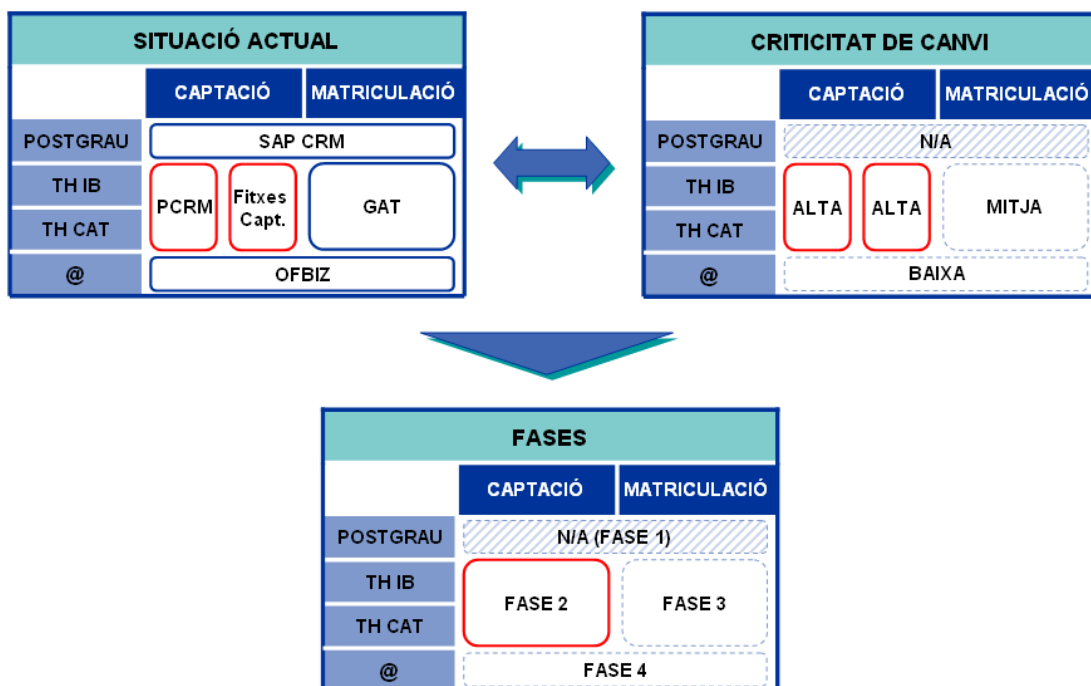 SITUACIÓ ACTUAL
CAPTACIÓ MATRICULACIÓ
POSTGRAU SAP CRM
TH IB
PCRM Fitxes Capt. GAT
TH CAT
@ OFBIZ
CRITICITAT DE CANVI
CAPTACIÓ MATRICULACIÓ
POSTGRAU N/A
TH IB
ALTA ALTA MITJA
TH CAT
@ BAIXA
FASES
CAPTACIÓ MATRICULACIÓ
POSTGRAU N/A (FASE 1)
TH IB
FASE 2 FASE 3
TH CAT
@ FASE 4